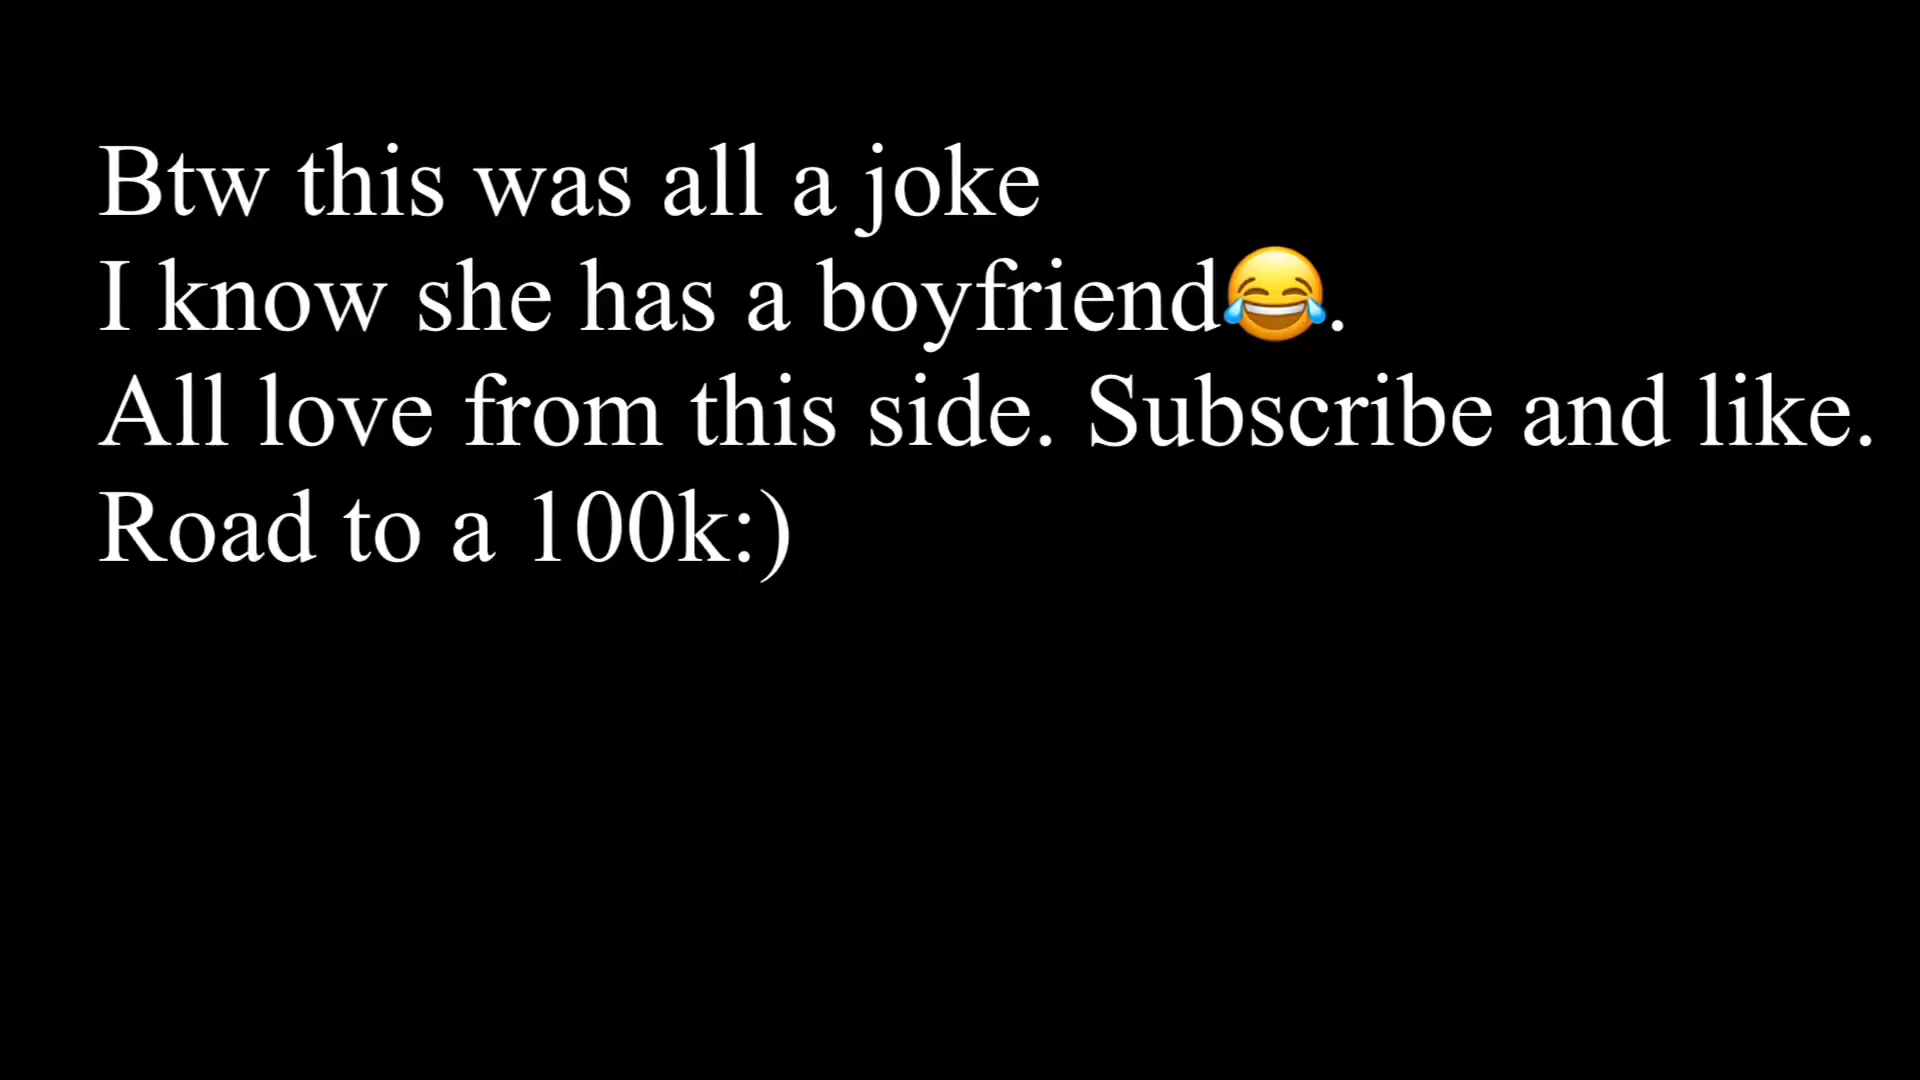 Btw this was all a joke
I know she has a boyfriend😂.
All love from this side. Subscribe and like.
Road to a 100k:)